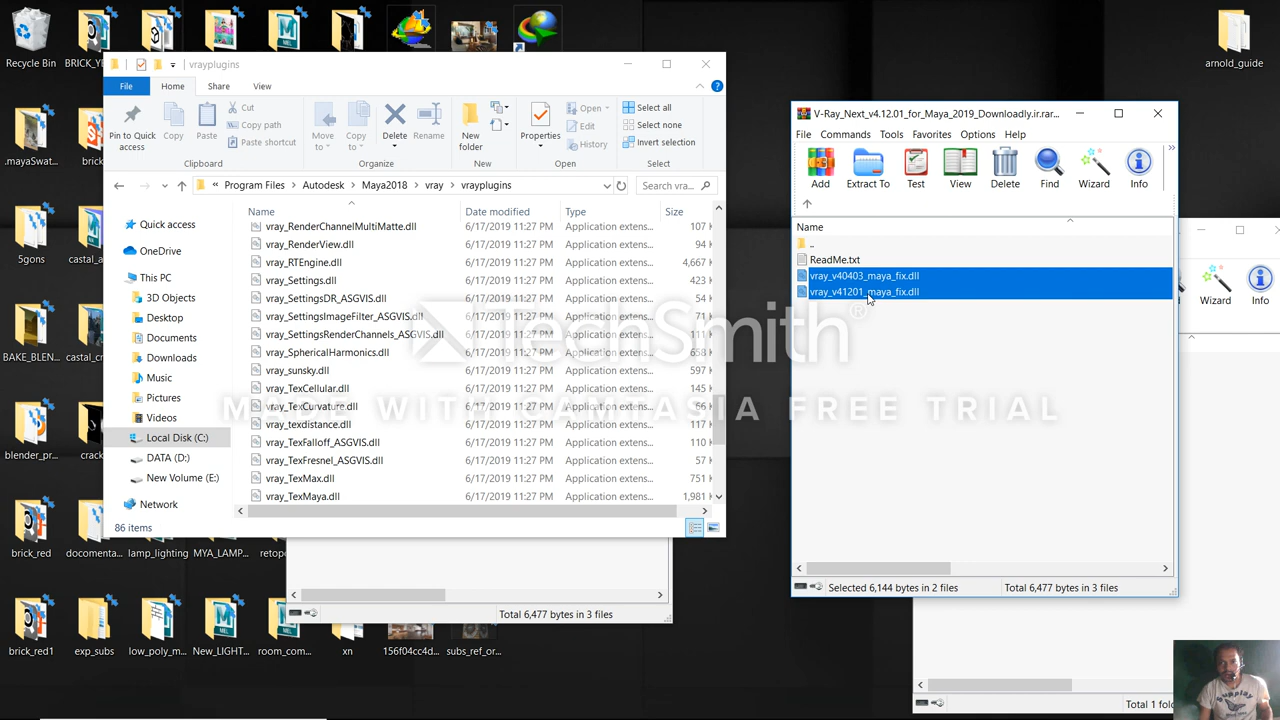 Recycle Bin
BRICK_YE
arnold_guide
.mayaSwat...
brick
5gons
castal_
BAKE_BLEN...
castal_cr
blender_pr...
crack
brick_red
documenta...
lamp_lighting
MYA_LAMP...
retopo
brick_red1
exp_subs
low_poly_m...
New_LIGHT...
room_com...
xn
156f04cc4d...
subs_ref_or...
vrayplugins
File
Home
Share
View
Pin to Quick access
Copy
Paste
Cut
Copy path
Paste shortcut
Clipboard
Move to
Copy to
Delete
Rename
Organize
New folder
New
Properties
Open
Edit
History
Open
Select all
Select none
Invert selection
Select
« Program Files > Autodesk > Maya2018 > vray > vrayplugins
Search vra...
Quick access
OneDrive
This PC
3D Objects
Desktop
Documents
Downloads
Music
Pictures
Videos
Local Disk (C:)
DATA (D:)
New Volume (E:)
Network
Name Date modified Type Size
vray_RenderChannelMultiMatte.dll 6/17/2019 11:27 PM Application extens... 107 K
vray_RenderView.dll 6/17/2019 11:27 PM Application extens... 94 K
vray_RTEngine.dll 6/17/2019 11:27 PM Application extens... 4,667 K
vray_Settings.dll 6/17/2019 11:27 PM Application extens... 423 K
vray_SettingsDR_ASGVIS.dll 6/17/2019 11:27 PM Application extens... 54 K
vray_SettingsImageFilter_ASGVIS.dll 6/17/2019 11:27 PM Application extens... 71 K
vray_SettingsRenderChannels_ASGVIS.dll 6/17/2019 11:27 PM Application extens... 111 K
vray_SphericalHarmonics.dll 6/17/2019 11:27 PM Application extens... 658 K
vray_sunsky.dll 6/17/2019 11:27 PM Application extens... 597 K
vray_TexCellular.dll 6/17/2019 11:27 PM Application extens... 145 K
vray_TexCurvature.dll 6/17/2019 11:27 PM Application extens... 66 K
vray_texdistance.dll 6/17/2019 11:27 PM Application extens... 117 K
vray_TexFalloff_ASGVIS.dll 6/17/2019 11:27 PM Application extens... 110 K
vray_TexFresnel_ASGVIS.dll 6/17/2019 11:27 PM Application extens... 57 K
vray_TexMax.dll 6/17/2019 11:27 PM Application extens... 751 K
vray_TexMaya.dll 6/17/2019 11:27 PM Application extens... 1,981 K
86 items
Total 6,477 bytes in 3 files
V-Ray_Next_v4.12.01_for_Maya_2019_Downloadly.ir.rar...
File Commands Tools Favorites Options Help
Add Extract To Test View Delete Find Wizard Info
Name
..
ReadMe.txt
vray_v40403_maya_fix.dll
vray_v41201_maya_fix.dll
Selected 6,144 bytes in 2 files
Total 6,477 bytes in 3 files
Wizard Info
Total 1 fold
TechSmith®
MADE WITH CAMTASIA FREE TRIAL